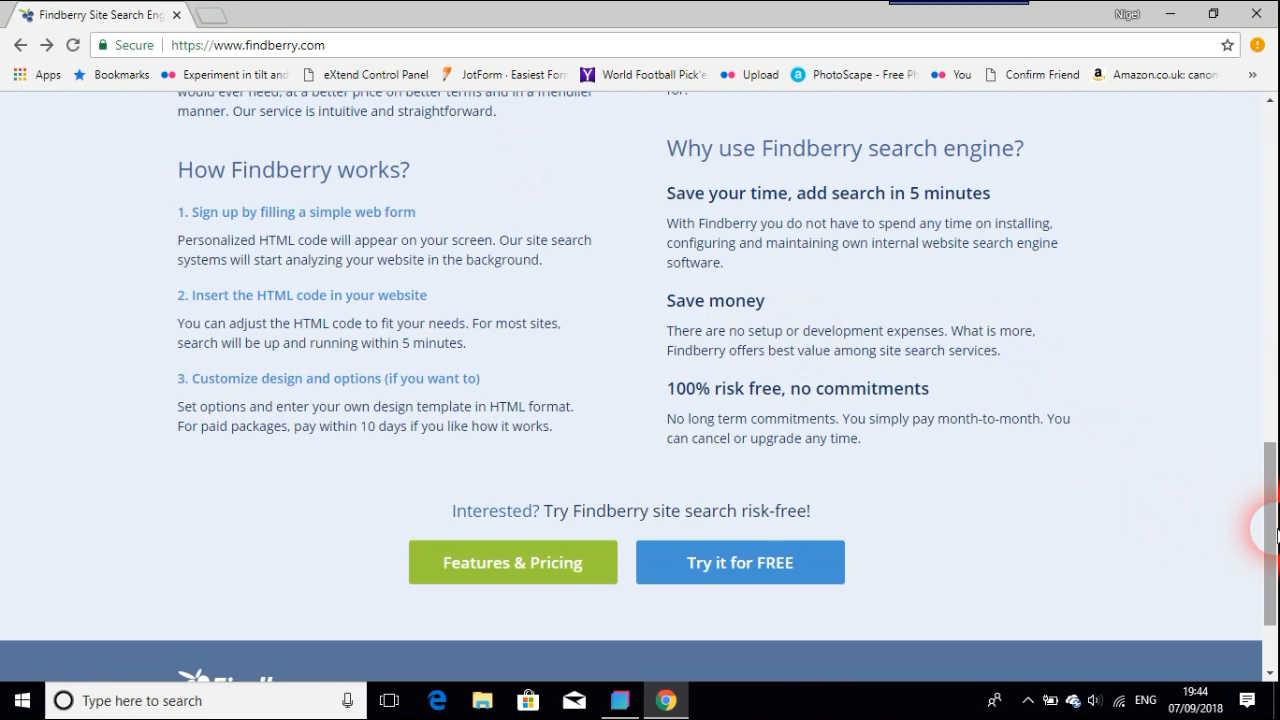 Findberry Site Search Eng
Nigel
Secure
https://www.findberry.com
Apps
Bookmarks
Experiment in tilt and
eXtend Control Panel
JotForm · Easiest For
World Football Pick'e
Upload
PhotoScape - Free Ph
You
Confirm Friend
Amazon.co.uk: canon
»
would ever need, at a better price on better terms and in a friendlier
manner. Our service is intuitive and straightforward.
How Findberry works?
1. Sign up by filling a simple web form
Personalized HTML code will appear on your screen. Our site search
systems will start analyzing your website in the background.
2. Insert the HTML code in your website
You can adjust the HTML code to fit your needs. For most sites,
search will be up and running within 5 minutes.
3. Customize design and options (if you want to)
Set options and enter your own design template in HTML format.
For paid packages, pay within 10 days if you like how it works.
for.
Why use Findberry search engine?
Save your time, add search in 5 minutes
With Findberry you do not have to spend any time on installing,
configuring and maintaining own internal website search engine
software.
Save money
There are no setup or development expenses. What is more,
Findberry offers best value among site search services.
100% risk free, no commitments
No long term commitments. You simply pay month-to-month. You
can cancel or upgrade any time.
Interested? Try Findberry site search risk-free!
Features & Pricing
Try it for FREE
Type here to search
ENG
19:44
07/09/2018